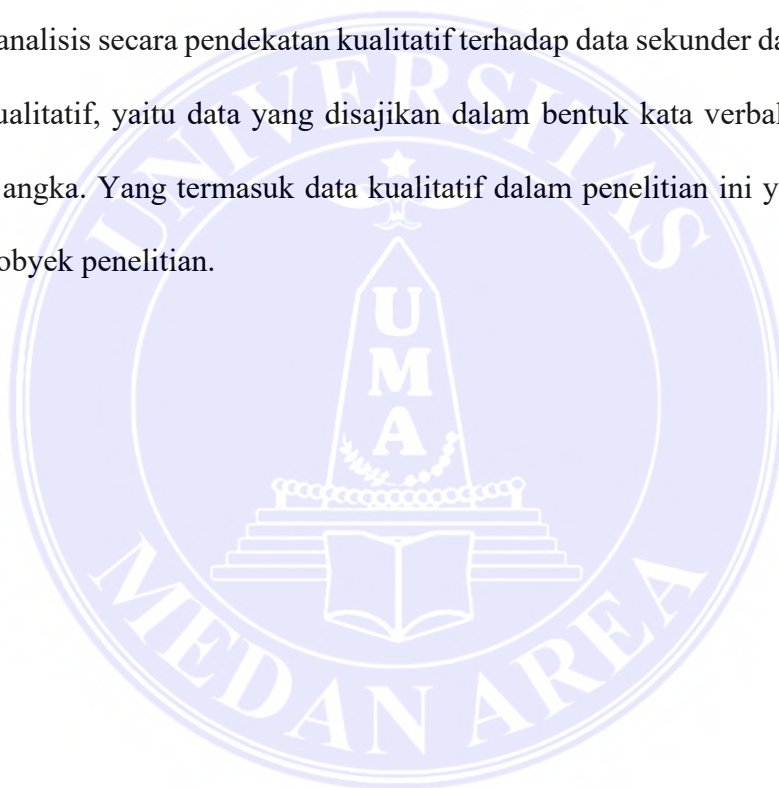 analisis secara pendekatan kualitatif terhadap data sekunder da
ualitatif, yaitu data yang disajikan dalam bentuk kata verbal
angka. Yang termasuk data kualitatif dalam penelitian ini y
obyek penelitian.
UNIVERSITAS
U
M
A
MEDAN AREA